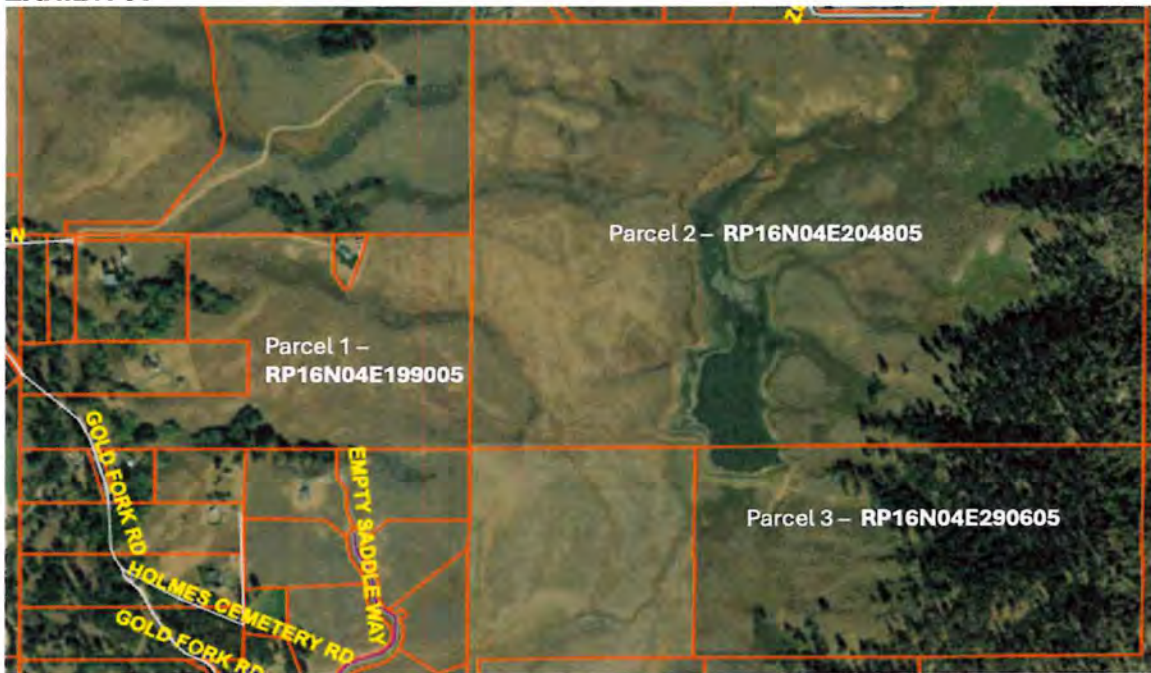 Parcel 2 – RP16N04E204805
Parcel 1 –
RP16N04E199005
GOLD FORK RD
EMPTY SADDLE WAY
Parcel 3 – RP16N04E290605
HOLMES CEMETERY RD
GOLD FORK RD